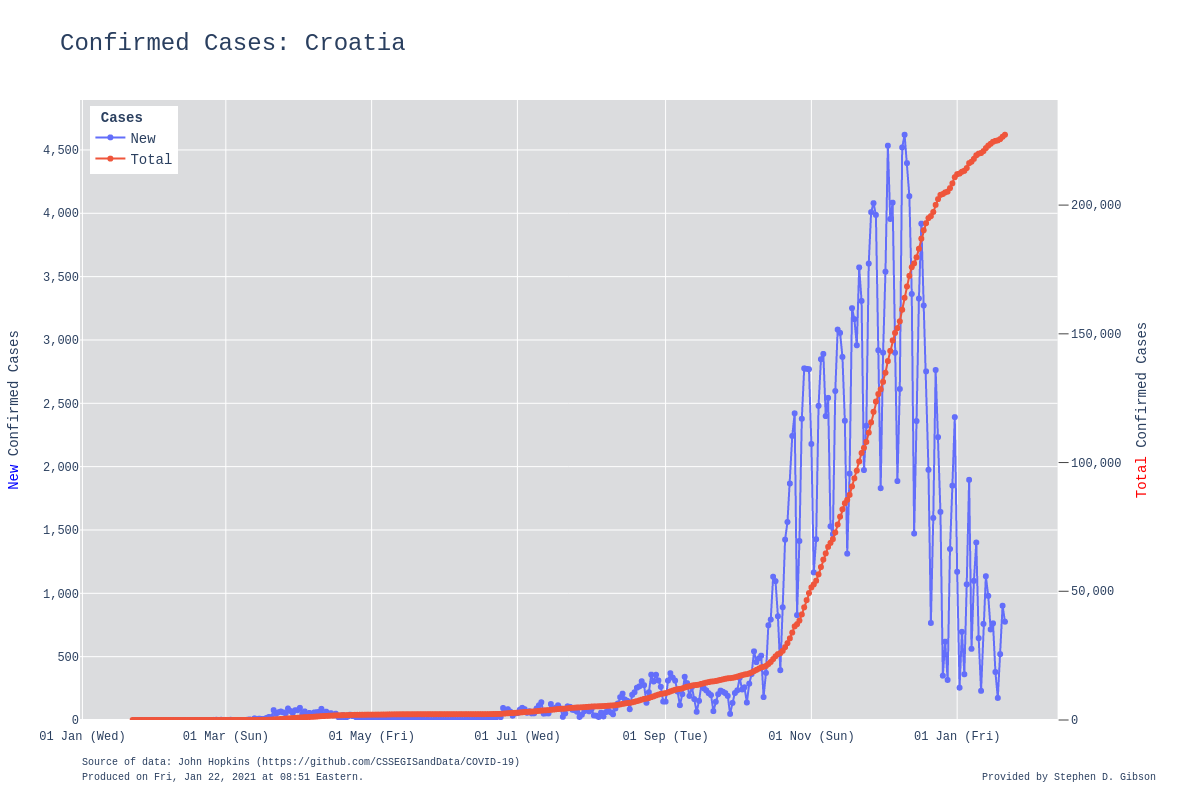 Confirmed Cases: Croatia
Cases
New
Total
4,500
4,000
3,500
3,000
2,500
2,000
1,500
1,000
500
0
New Confirmed Cases
200,000
150,000
100,000
50,000
0
Total Confirmed Cases
01 Jan (Wed) 01 Mar (Sun) 01 May (Fri) 01 Jul (Wed) 01 Sep (Tue) 01 Nov (Sun) 01 Jan (Fri)
Source of data: John Hopkins (https://github.com/CSSEGISandData/COVID-19)
Produced on Fri, Jan 22, 2021 at 08:51 Eastern.
Provided by Stephen D. Gibson